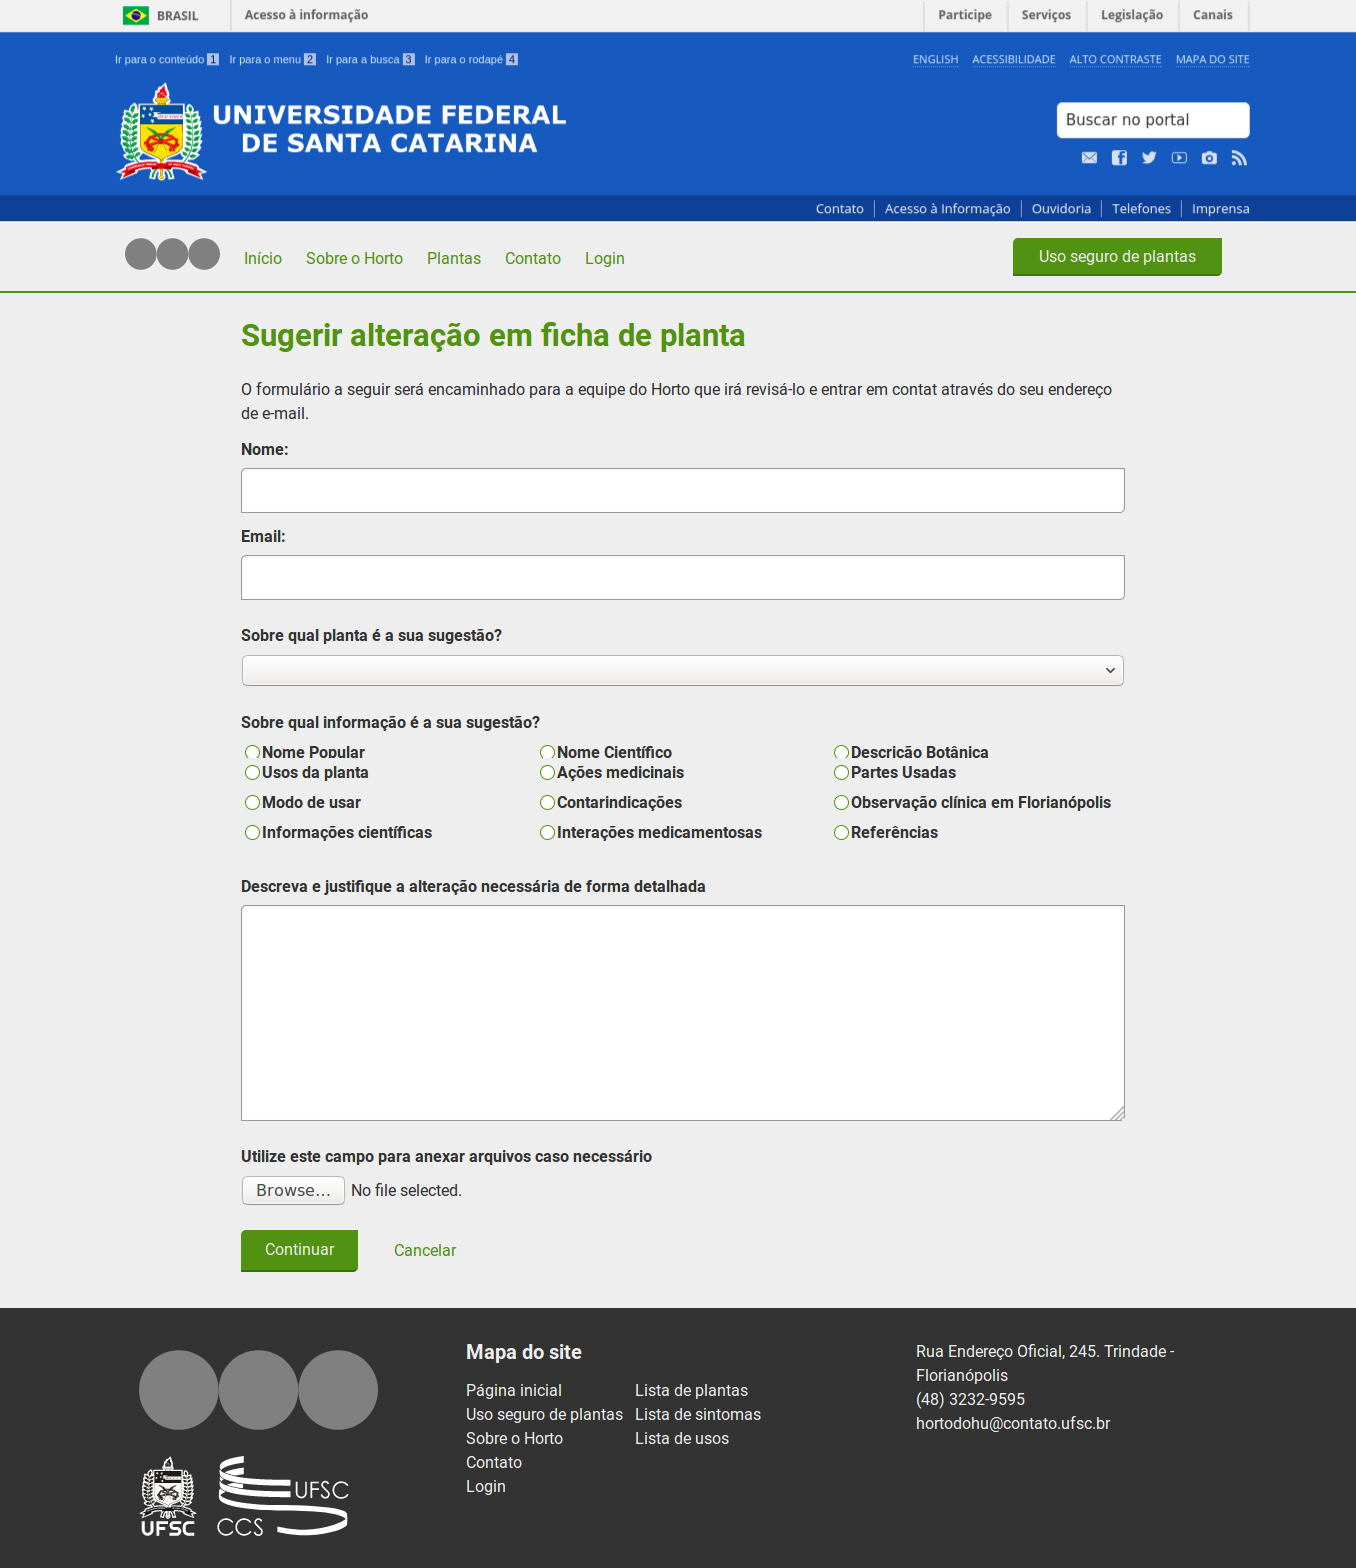 BRASIL
Acesso à informação
Participe
Serviços
Legislação
Canais
Ir para o conteúdo 1
Ir para o menu 2
Ir para a busca 3
Ir para o rodapé 4
ENGLISH
ACESSIBILIDADE
ALTO CONTRASTE
MAPA DO SITE
UNIVERSIDADE FEDERAL
DE SANTA CATARINA
Buscar no portal
Contato
Acesso à Informação
Ouvidoria
Telefones
Imprensa
Início
Sobre o Horto
Plantas
Contato
Login
Uso seguro de plantas
Sugerir alteração em ficha de planta
O formulário a seguir será encaminhado para a equipe do Horto que irá revisá-lo e entrar em contat através do seu endereço
de e-mail.
Nome:
Email:
Sobre qual planta é a sua sugestão?
Sobre qual informação é a sua sugestão?
Nome Popular
Nome Científico
Descrição Botânica
Usos da planta
Ações medicinais
Partes Usadas
Modo de usar
Contarindicações
Observação clínica em Florianópolis
Informações científicas
Interações medicamentosas
Referências
Descreva e justifique a alteração necessária de forma detalhada
Utilize este campo para anexar arquivos caso necessário
Browse...
No file selected.
Continuar
Cancelar
Mapa do site
Página inicial
Uso seguro de plantas
Sobre o Horto
Contato
Login
Lista de plantas
Lista de sintomas
Lista de usos
Rua Endereço Oficial, 245. Trindade -
Florianópolis
(48) 3232-9595
hortodohu@contato.ufsc.br
UFSC
UFSC
CCS